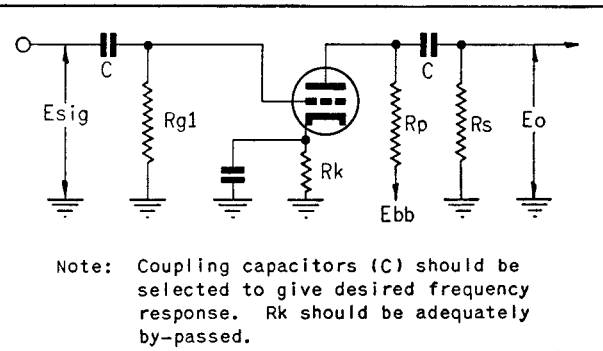 C
C
Esig
Rg1
Rp
Rs
Eo
Rk
Ebb
Note: Coupling capacitors (C) should be
selected to give desired frequency
response. Rk should be adequately
by-passed.